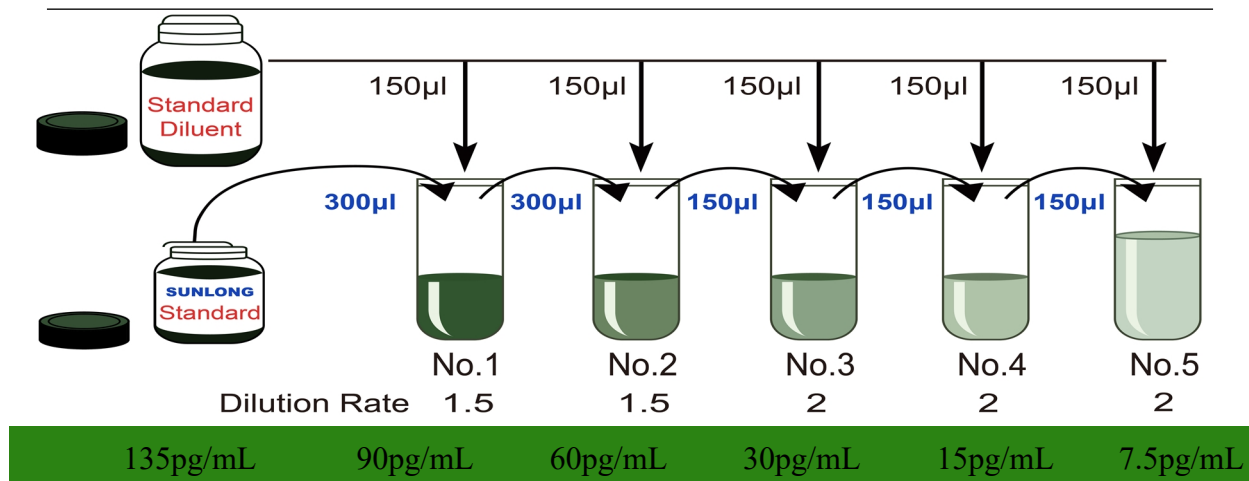 150µl 150µl 150µl 150µl 150µl
Standard
Diluent
300µl 300µl 150µl 150µl 150µl
SUNLONG
Standard
No.1 No.2 No.3 No.4 No.5
Dilution Rate 1.5 1.5 2 2 2
135pg/mL 90pg/mL 60pg/mL 30pg/mL 15pg/mL 7.5pg/mL